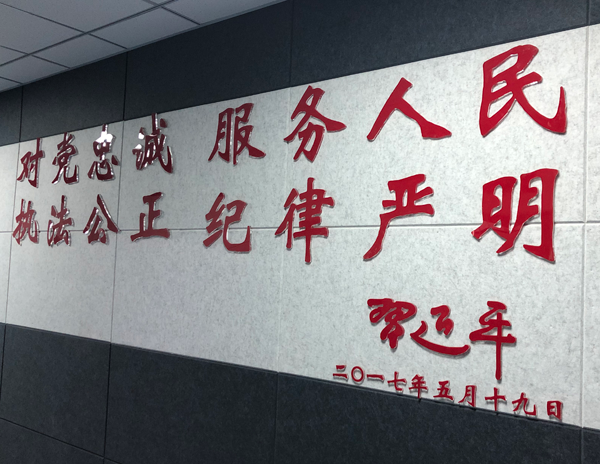 对党忠诚 服务人民
执法公正 纪律严明
习近平
二〇一七年五月十九日